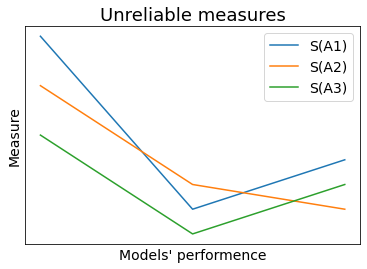 Unreliable measures
S(A1)
S(A2)
S(A3)
Measure
Models' performence